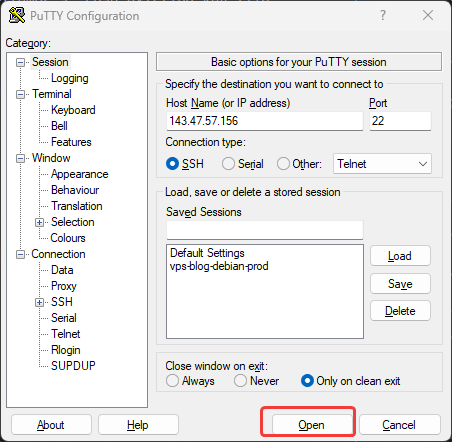 PuTTY Configuration
?
Category:
Session
Logging
Terminal
Keyboard
Bell
Features
Window
Appearance
Behaviour
Translation
Selection
Colours
Connection
Data
Proxy
SSH
Serial
Telnet
Rlogin
SUPDUP
Basic options for your PuTTY session
Specify the destination you want to connect to
Host Name (or IP address) Port
143.47.57.156 22
Connection type:
SSH Serial Other: Telnet
Load, save or delete a stored session
Saved Sessions
Default Settings
vps-blog-debian-prod
Load
Save
Delete
Close window on exit:
Always Never Only on clean exit
About Help Open Cancel